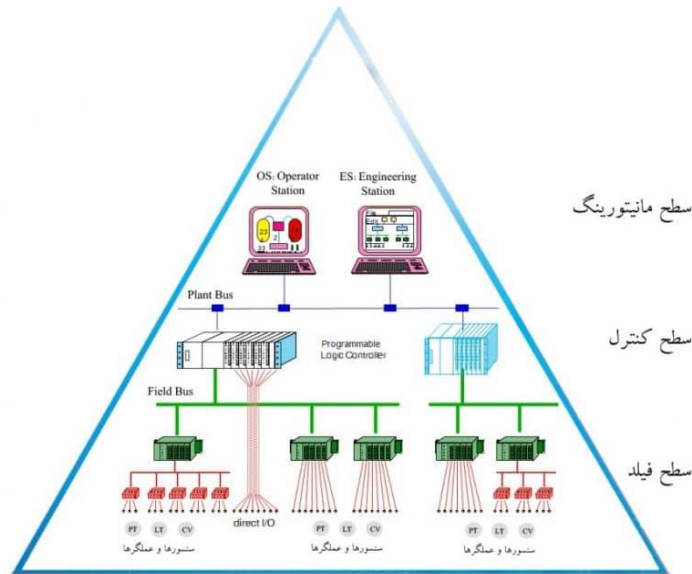 OS: Operator
Station
ES: Engineering
Station
سطح مانیتورینگ
Plant Bus
Programmable
Logic Controller
سطح کنترل
Field Bus
سطح فیلد
direct I/O
PT LT CV
PT LT CV
PT LT CV
سنسورها و عملگرها
سنسورها و عملگرها
سنسورها و عملگرها